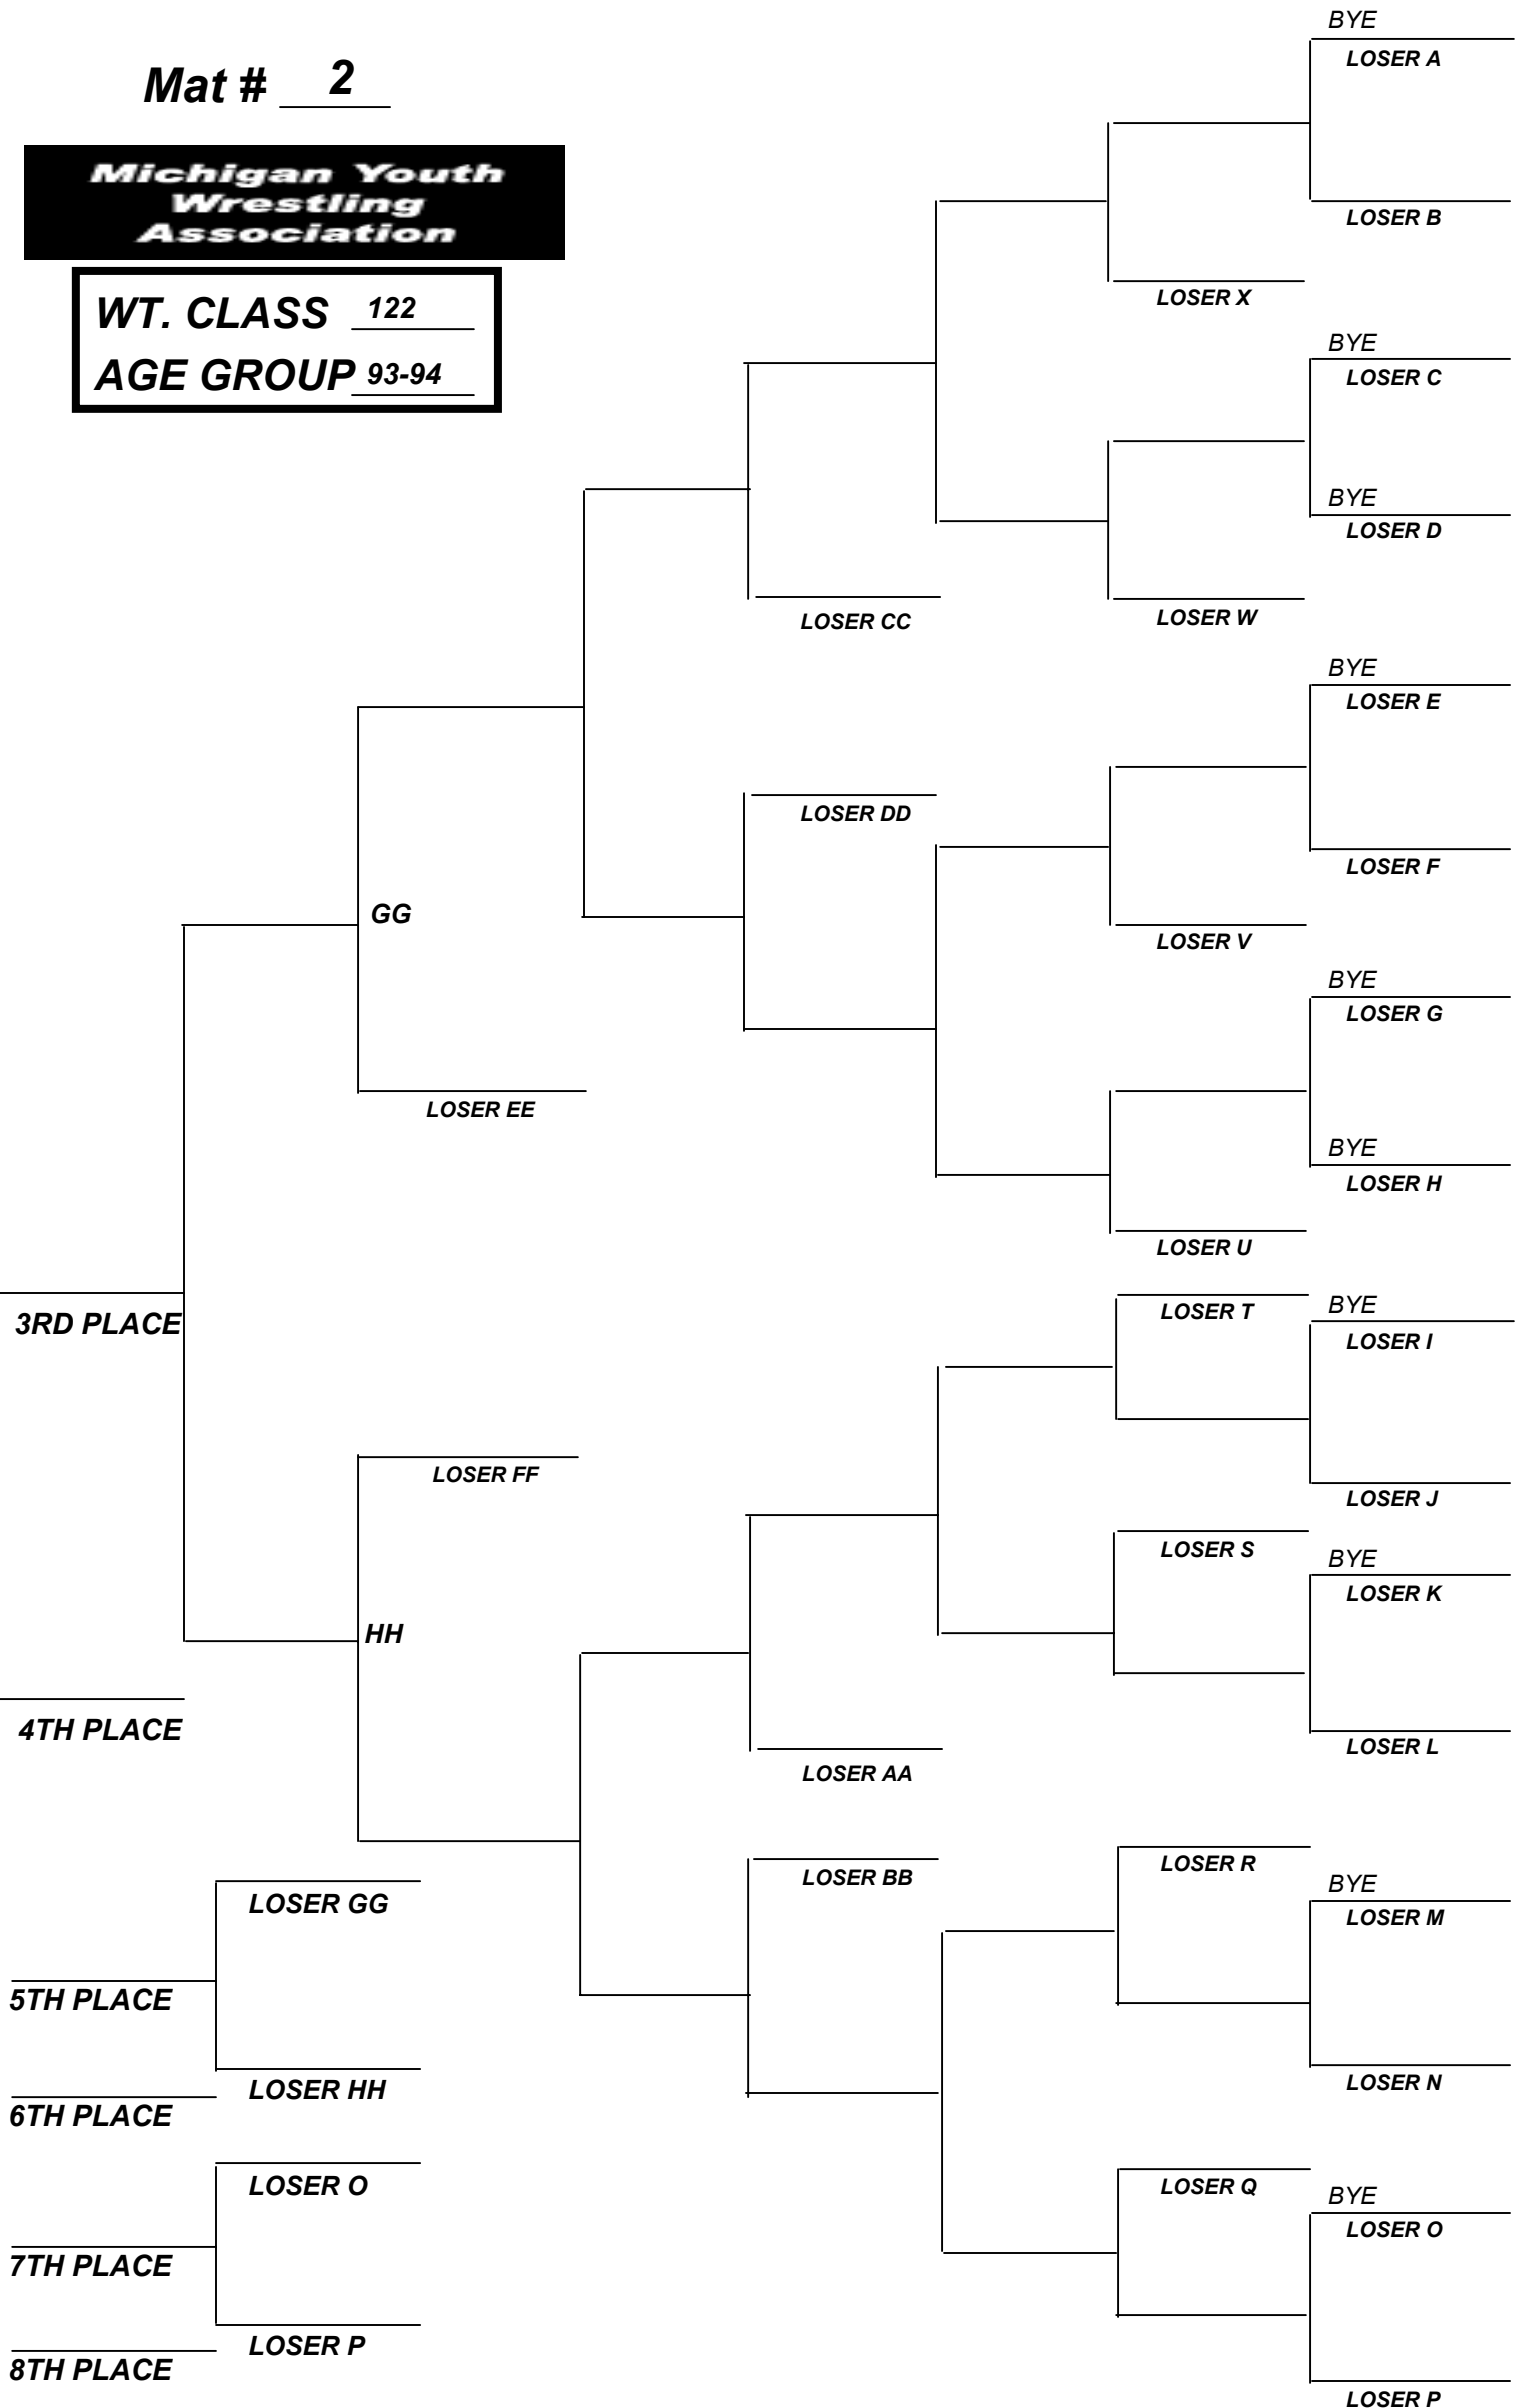 Mat # 2
Michigan Youth
Wrestling
Association
WT. CLASS 122
AGE GROUP 93-94
BYE
LOSER A
LOSER B
LOSER X
BYE
LOSER C
BYE
LOSER D
LOSER CC
LOSER W
BYE
LOSER E
LOSER DD
LOSER F
GG
LOSER V
BYE
LOSER G
LOSER EE
BYE
LOSER H
LOSER U
3RD PLACE
LOSER T
BYE
LOSER I
LOSER FF
LOSER J
LOSER S
BYE
LOSER K
HH
4TH PLACE
LOSER L
LOSER AA
LOSER R
LOSER BB
BYE
LOSER M
LOSER GG
5TH PLACE
LOSER HH
LOSER N
6TH PLACE
LOSER O
LOSER Q
BYE
LOSER O
7TH PLACE
LOSER P
8TH PLACE
LOSER P